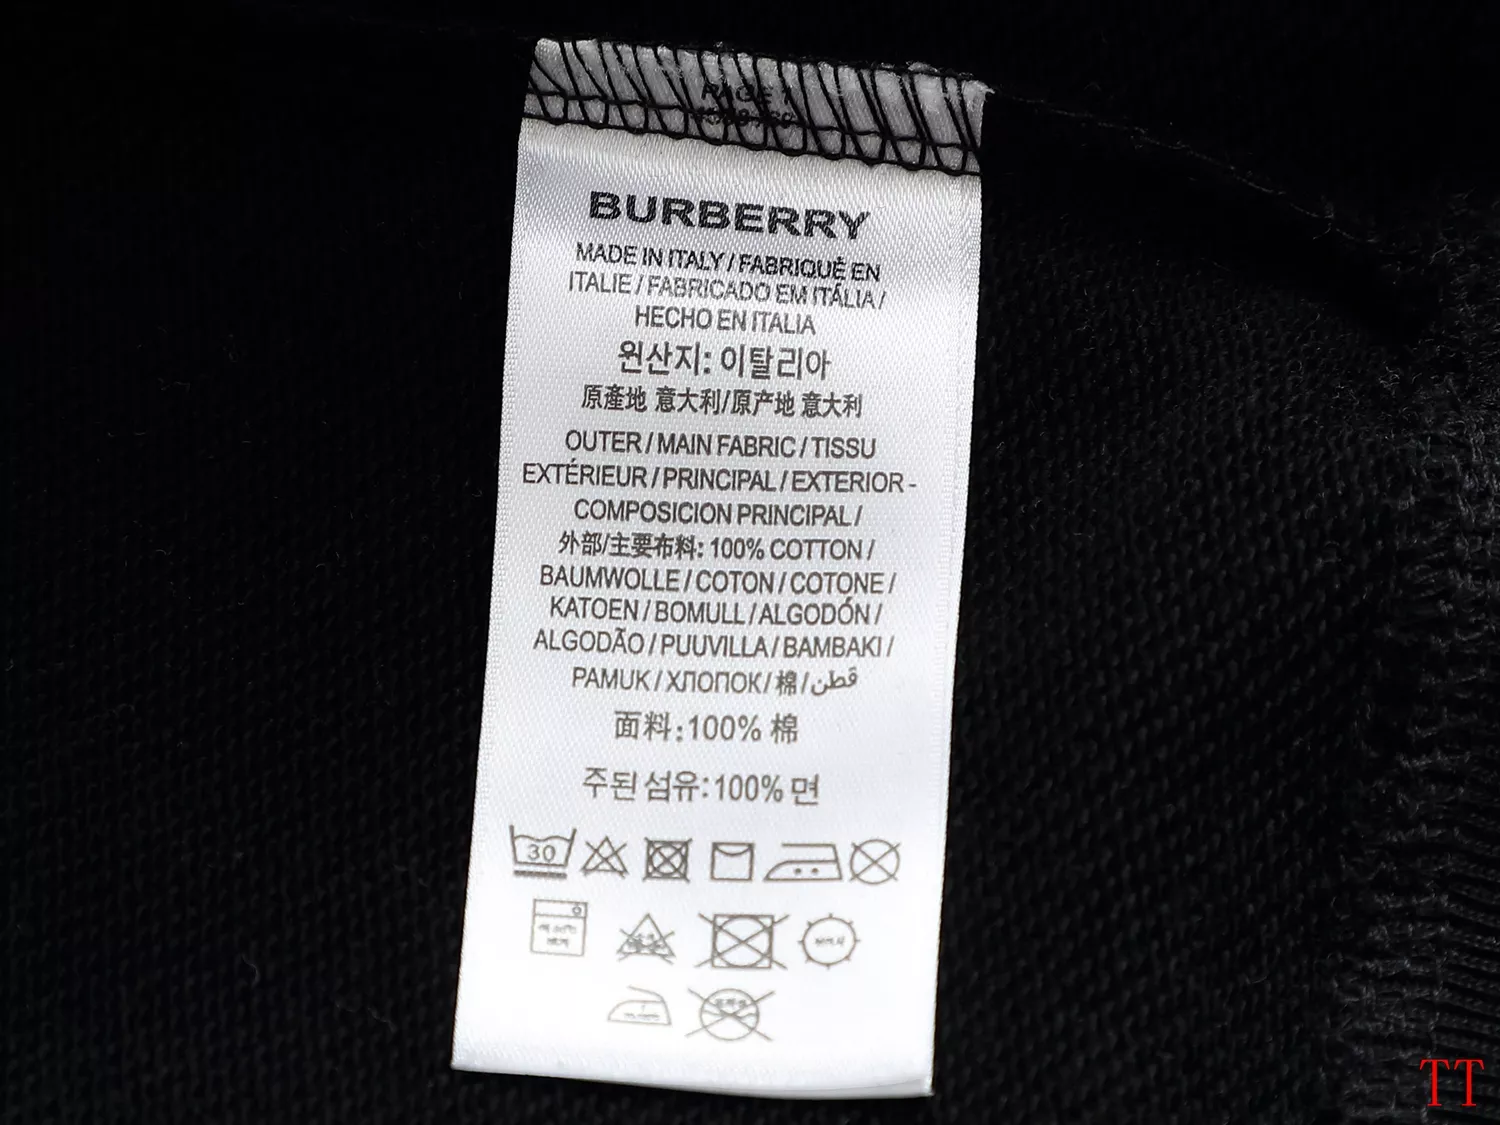 PAGE 1
BURBERRY
MADE IN ITALY / FABRIQUÉ EN
ITALIE / FABRICADO EM ITÁLIA /
HECHO EN ITALIA
원산지: 이탈리아
原產地 意大利/原产地 意大利
OUTER / MAIN FABRIC / TISSU
EXTÉRIEUR / PRINCIPAL / EXTERIOR -
COMPOSICION PRINCIPAL /
外部/主要布料: 100% COTTON /
BAUMWOLLE / COTON / COTONE /
KATOEN / BOMULL / ALGODÓN /
ALGODÃO / PUUVILLA / BAMBAKI /
PAMUK / ХЛОПОК / 棉 / قطن
面料:100% 棉
주된 섬유:100% 면
30
TT